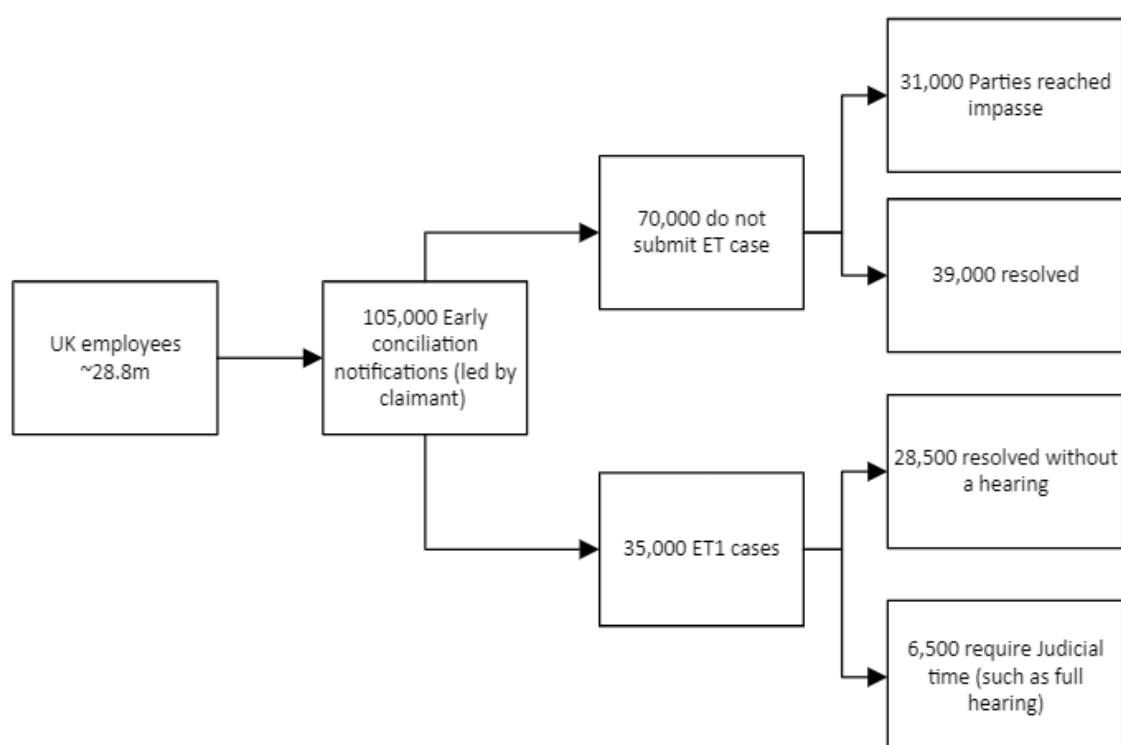 31,000 Parties reached
impasse
70,000 do not
submit ET case
39,000 resolved
UK employees
~28.8m
105,000 Early
conciliation
notifications (led by
claimant)
28,500 resolved without
a hearing
35,000 ET1 cases
6,500 require Judicial
time (such as full
hearing)